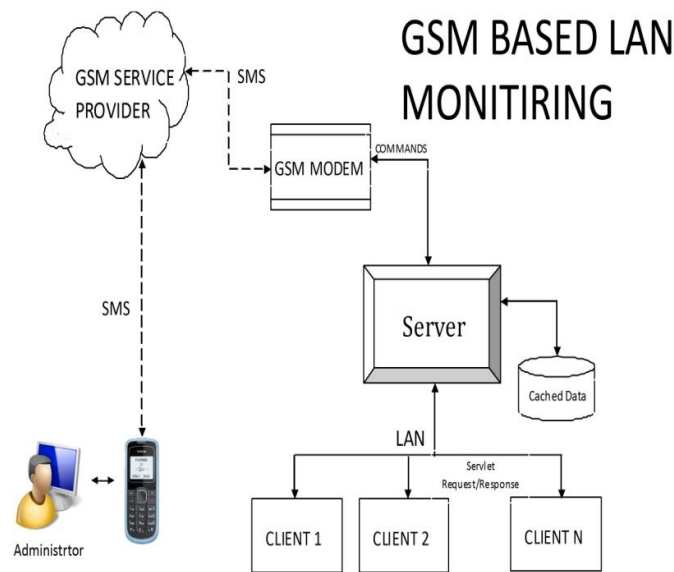 GSM BASED LAN
MONITIRING
GSM SERVICE
PROVIDER
SMS
GSM MODEM
COMMANDS
Server
SMS
Cached Data
LAN
Servlet
Request/Response
CLIENT 1
CLIENT 2
CLIENT N
Administrtor